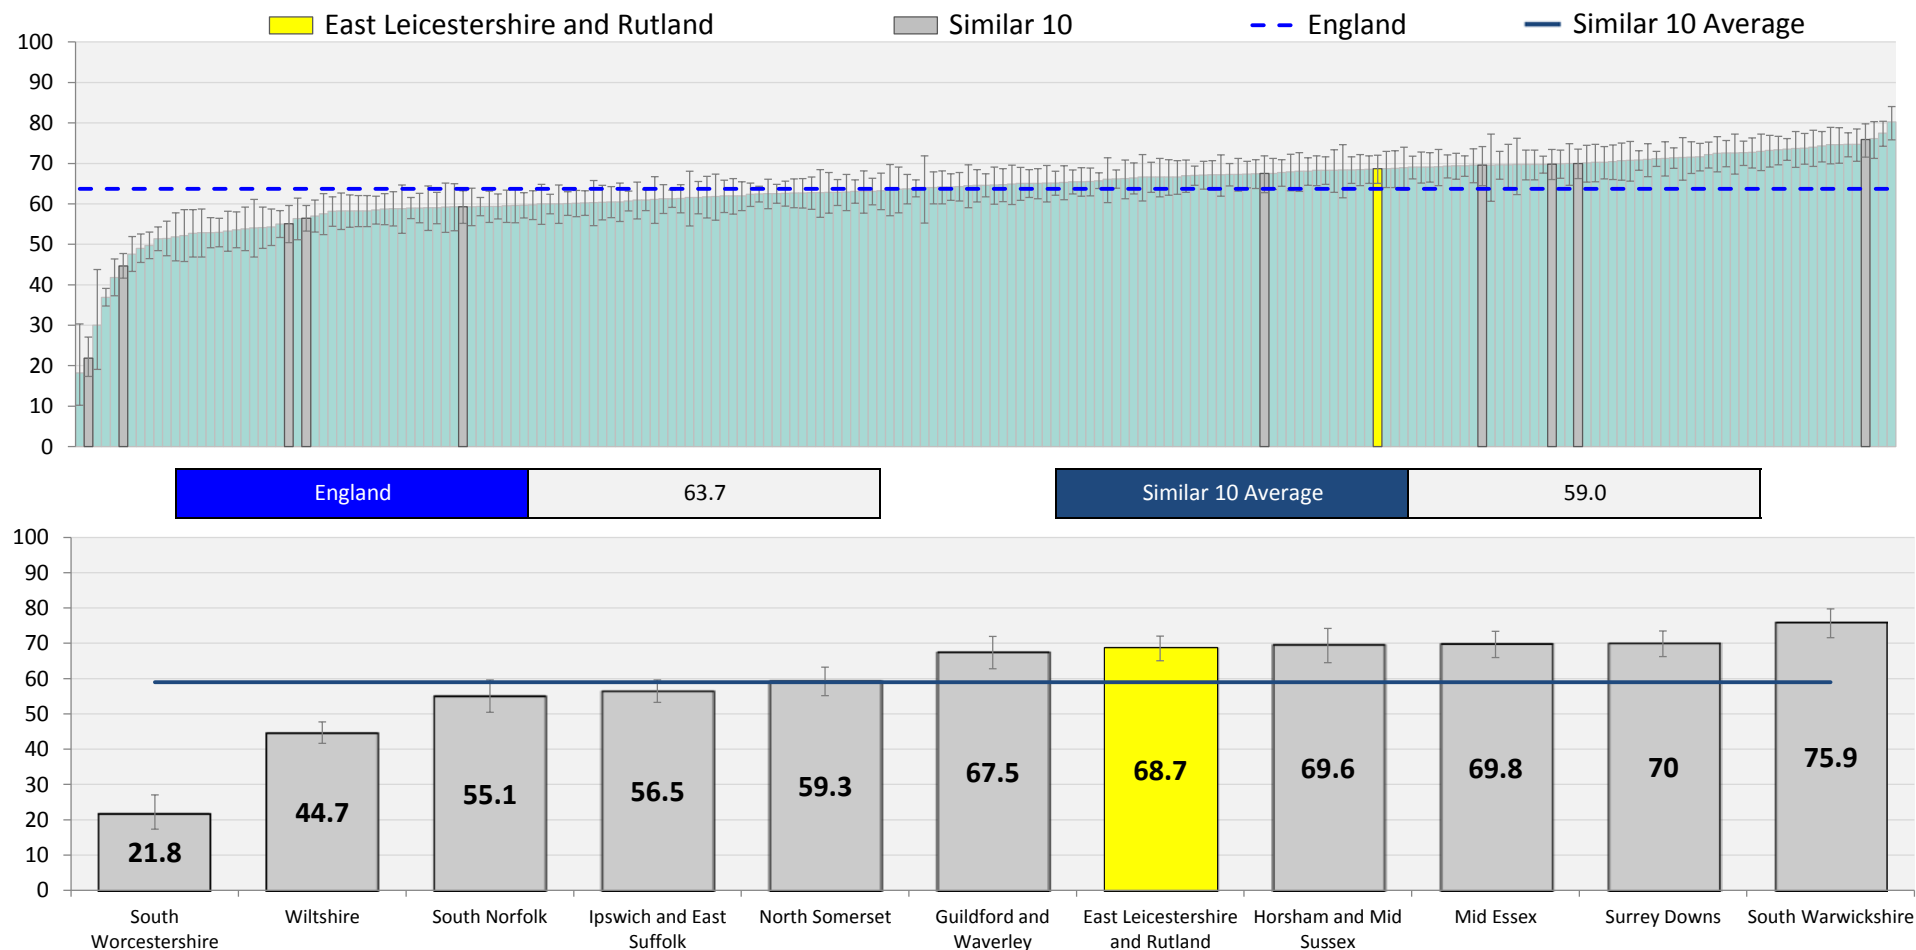 East Leicestershire and Rutland
Similar 10
England
Similar 10 Average
100
90
80
70
60
50
40
30
20
10
0
England
63.7
Similar 10 Average
59.0
100
90
80
70
60
50
40
30
20
10
0
21.8
44.7
55.1
56.5
59.3
67.5
68.7
69.6
69.8
70
75.9
South
Worcestershire
Wiltshire
South Norfolk
Ipswich and East
Suffolk
North Somerset
Guildford and
Waverley
East Leicestershire
and Rutland
Horsham and Mid
Sussex
Mid Essex
Surrey Downs
South Warwickshire